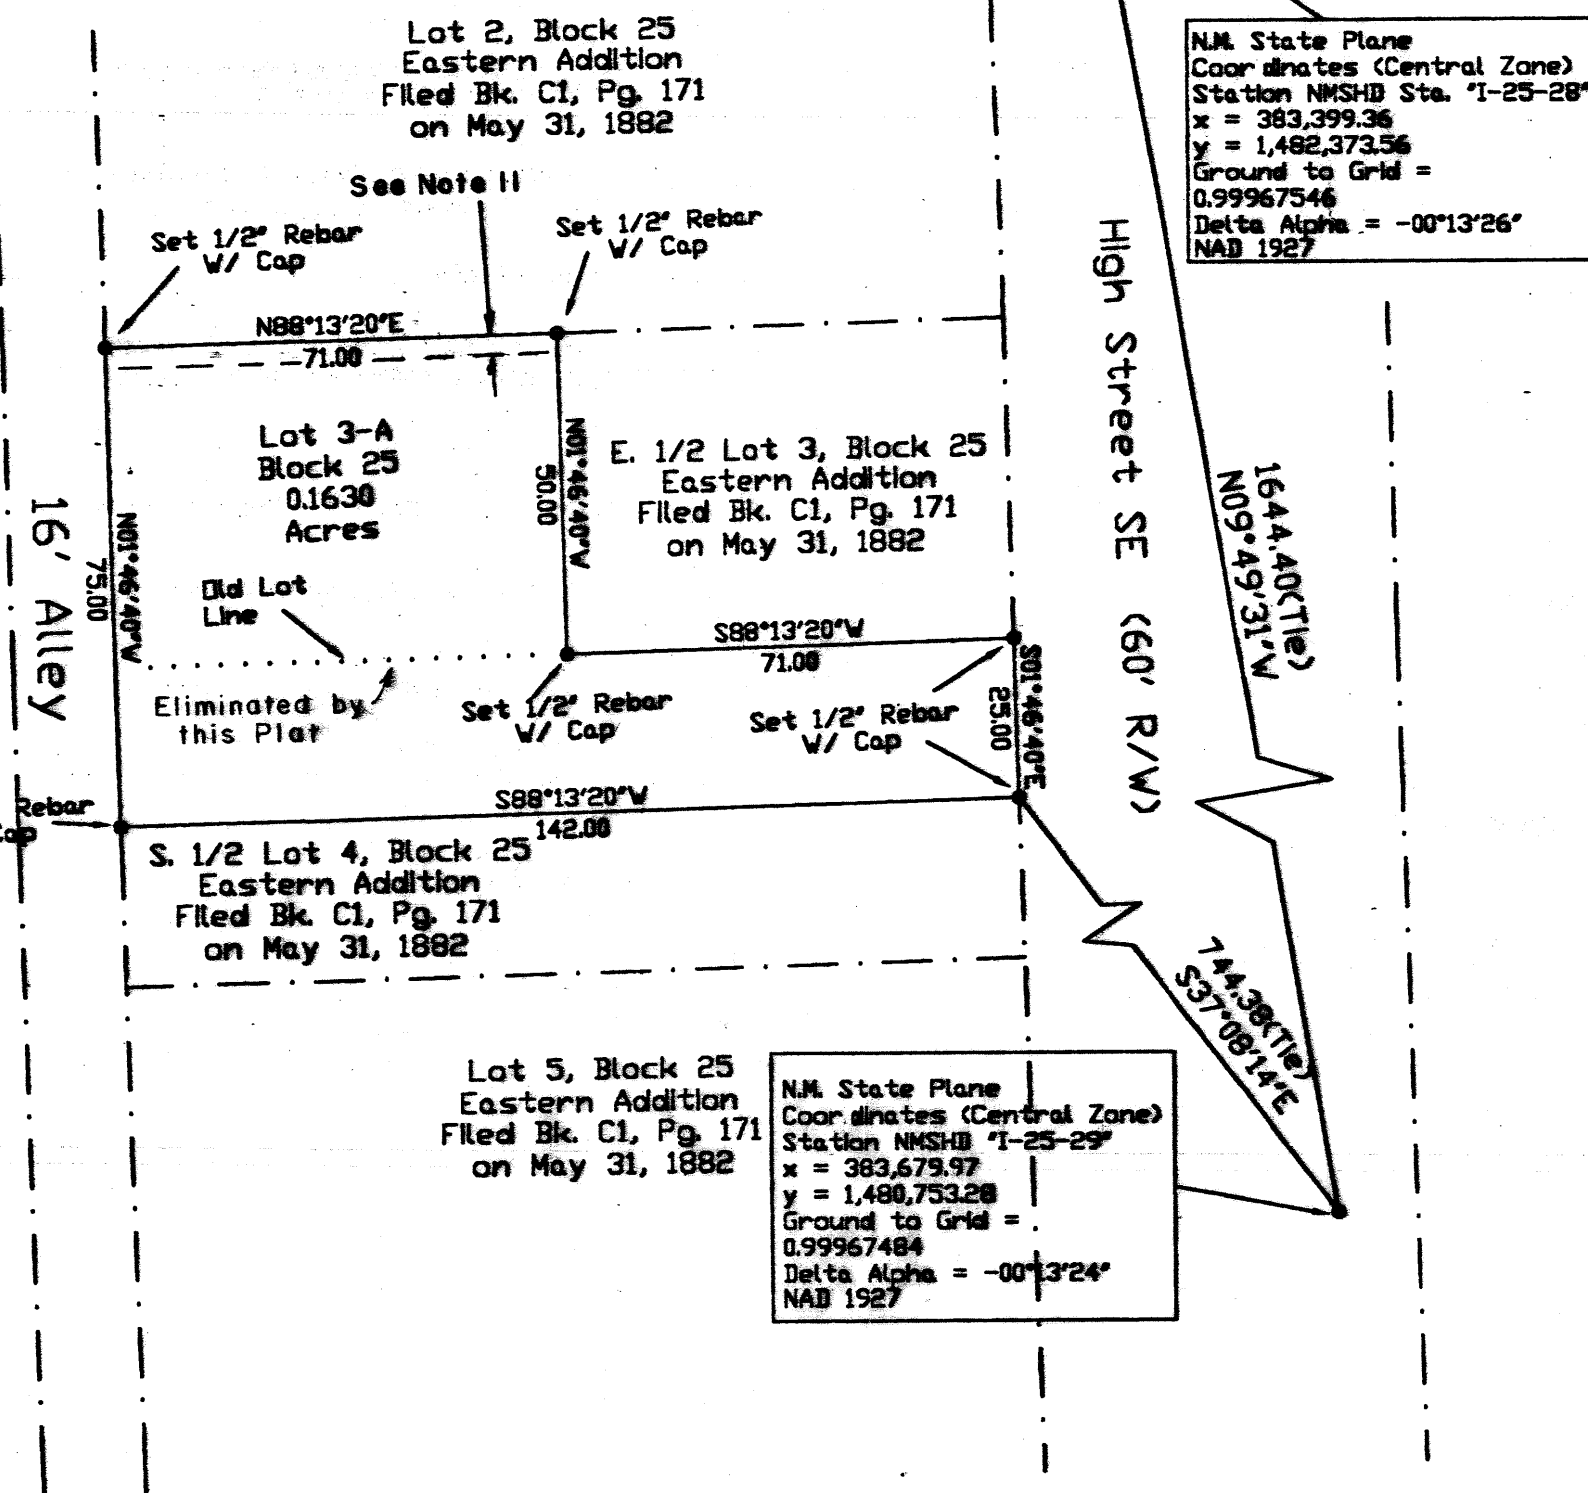 Lot 2, Block 25
Eastern Addition
Filed Bk. C1, Pg. 171
on May 31, 1882
N.M. State Plane
Coordinates (Central Zone)
Station NMSHD Sta. "I-25-28"
x = 383,399.36
y = 1,482,373.56
Ground to Grid =
0.99967546
Delta Alpha = -00°13'26"
NAD 1927
See Note 11
Set 1/2" Rebar
W/ Cap
Set 1/2" Rebar
W/ Cap
N88°13'20"E
71.00
Lot 3-A
Block 25
0.1630
Acres
N01°46'40"W
50.00
E. 1/2 Lot 3, Block 25
Eastern Addition
Filed Bk. C1, Pg. 171
on May 31, 1882
High Street SE (60' R/W)
1644.40(Tie)
N09°49'31"W
16' Alley
N01°46'40"W
75.00
Old Lot
Line
Eliminated by
this Plat
S88°13'20"W
71.00
Set 1/2" Rebar
W/ Cap
Set 1/2" Rebar
W/ Cap
S01°46'40"E
25.00
Rebar
Cap
S88°13'20"W
142.00
S. 1/2 Lot 4, Block 25
Eastern Addition
Filed Bk. C1, Pg. 171
on May 31, 1882
744.38(Tie)
S37°08'14"E
Lot 5, Block 25
Eastern Addition
Filed Bk. C1, Pg. 171
on May 31, 1882
N.M. State Plane
Coordinates (Central Zone)
Station NMSHD "I-25-29"
x = 383,679.97
y = 1,480,753.28
Ground to Grid =
0.99967484
Delta Alpha = -00°13'24"
NAD 1927